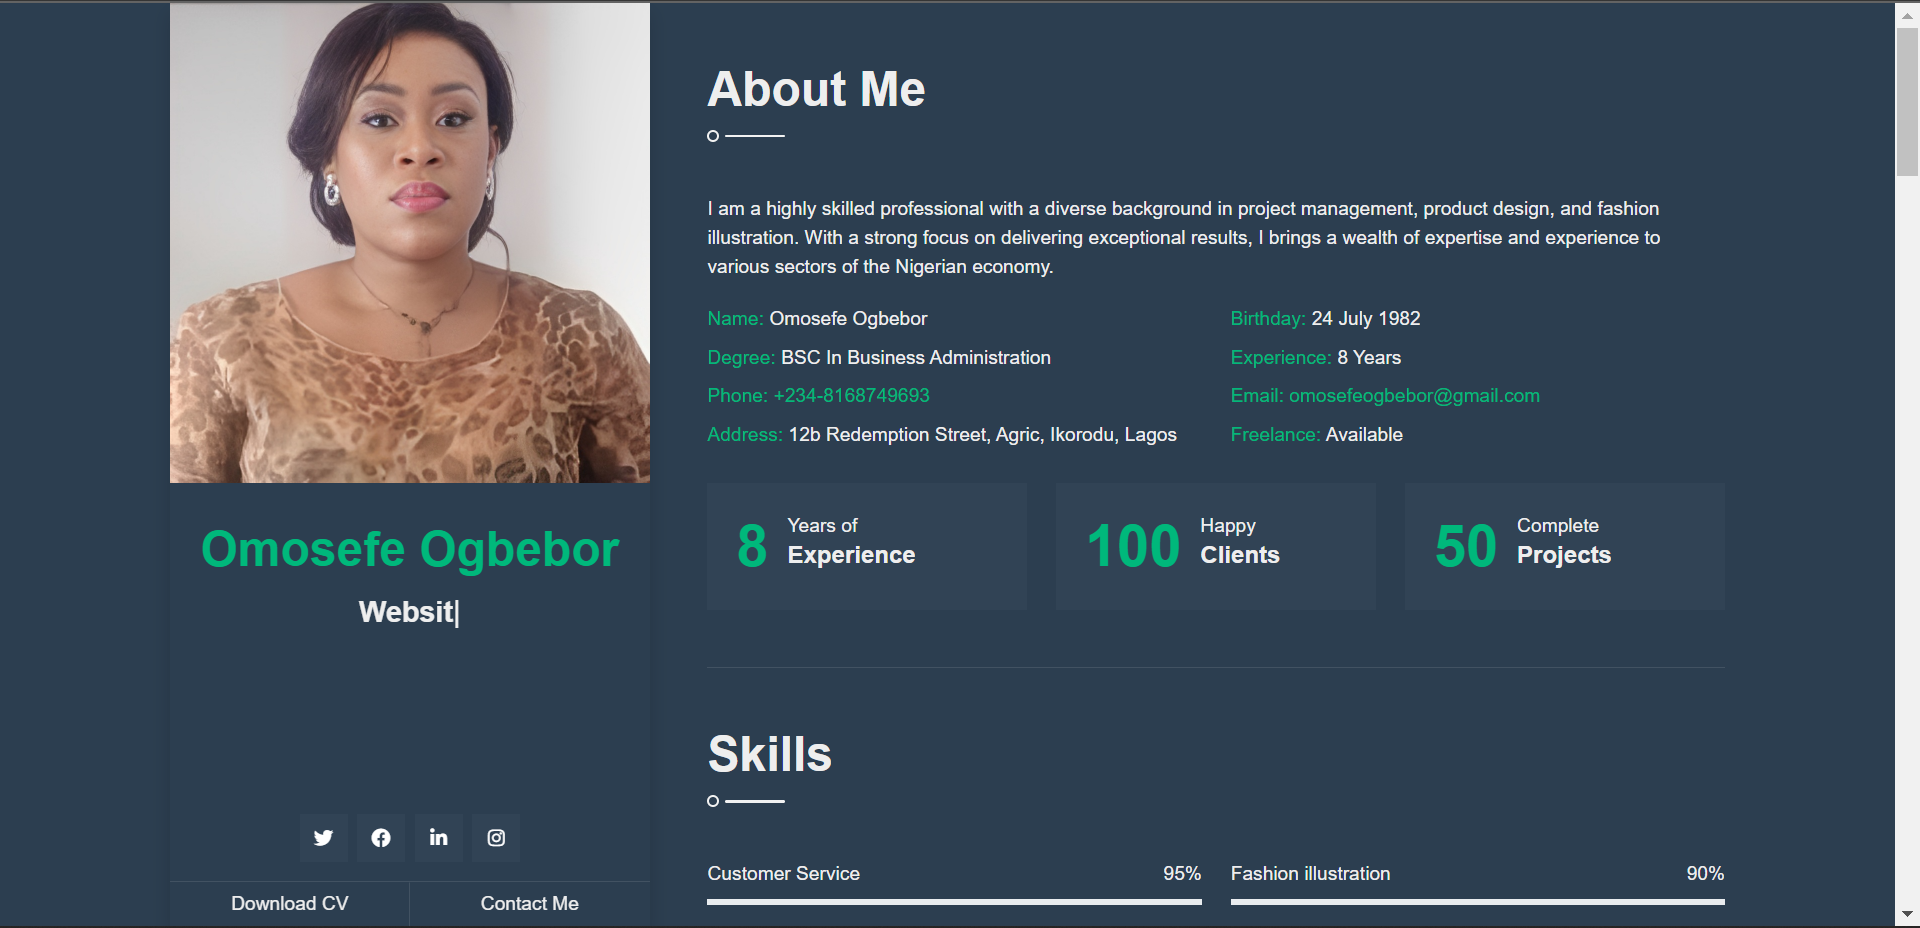 About Me
I am a highly skilled professional with a diverse background in project management, product design, and fashion
illustration. With a strong focus on delivering exceptional results, I brings a wealth of expertise and experience to
various sectors of the Nigerian economy.
Name: Omosefe Ogbebor
Birthday: 24 July 1982
Degree: BSC In Business Administration
Experience: 8 Years
Phone: +234-8168749693
Email: omosefeogbebor@gmail.com
Address: 12b Redemption Street, Agric, Ikorodu, Lagos
Freelance: Available
8 Years of
Experience
100 Happy
Clients
50 Complete
Projects
Omosefe Ogbebor
Websit|
Skills
Customer Service 95%
Fashion illustration 90%
Download CV
Contact Me